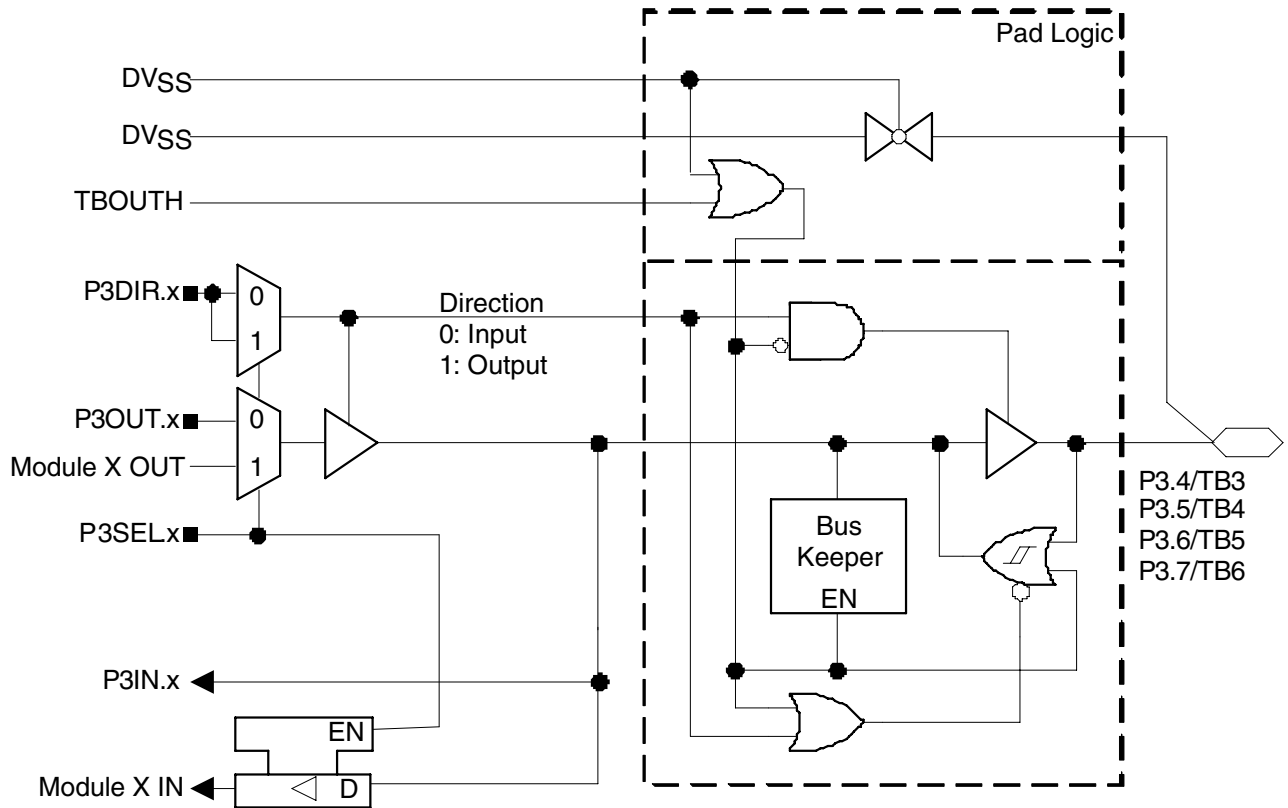 Pad Logic
DVSS
DVSS
TBOUTH
P3DIR.x
0
1
Direction
0: Input
1: Output
P3OUT.x
0
Module X OUT
1
P3SEL.x
P3.4/TB3
P3.5/TB4
P3.6/TB5
P3.7/TB6
Bus
Keeper
EN
P3IN.x
EN
Module X IN
D